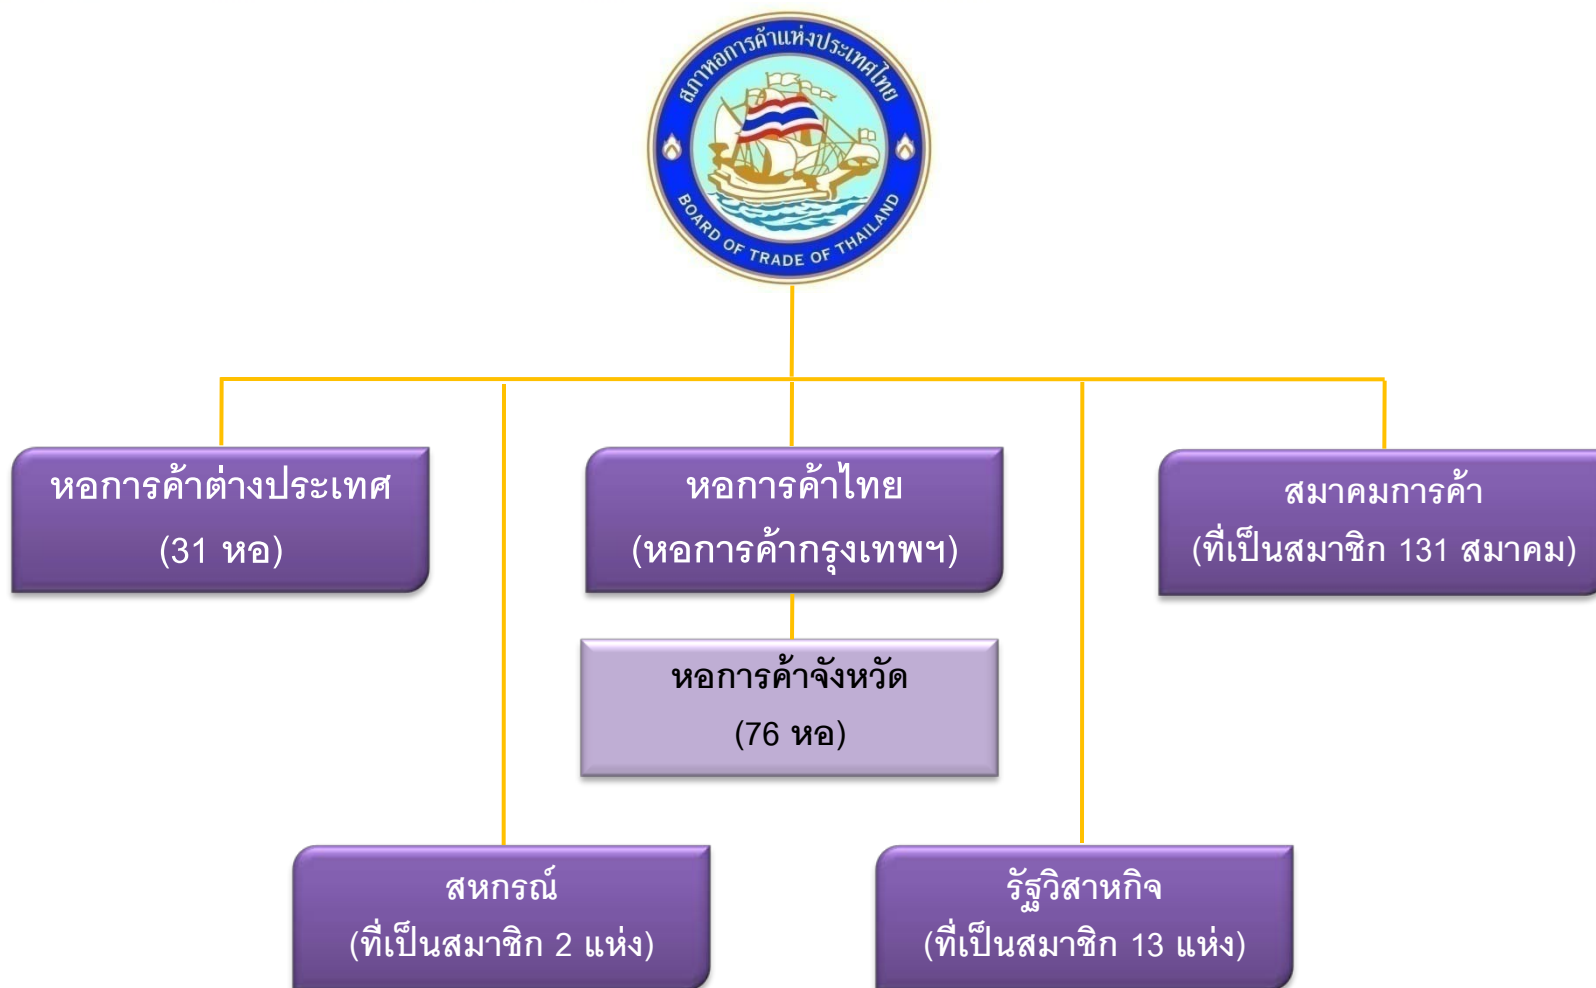 สภาหอการค้าแห่งประเทศไทย
BOARD OF TRADE OF THAILAND
หอการค้าต่างประเทศ
(31 หอ)
หอการค้าไทย
(หอการค้ากรุงเทพฯ)
สมาคมการค้า
(ที่เป็นสมาชิก 131 สมาคม)
หอการค้าจังหวัด
(76 หอ)
สหกรณ์
(ที่เป็นสมาชิก 2 แห่ง)
รัฐวิสาหกิจ
(ที่เป็นสมาชิก 13 แห่ง)